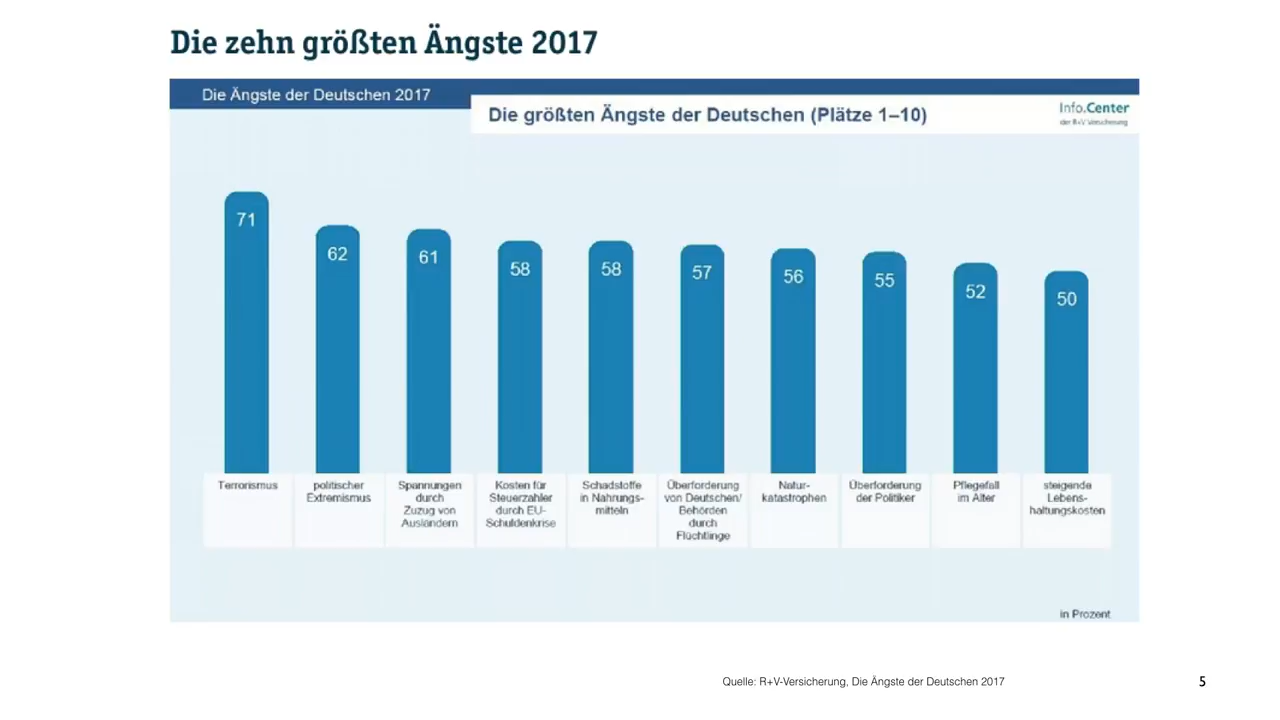 Die zehn größten Ängste 2017
Die Ängste der Deutschen 2017
Die größten Ängste der Deutschen (Plätze 1–10)
Info.Center
der R+V Versicherung
71
62
61
58
58
57
56
55
52
50
Terrorismus
politischer
Extremismus
Spannungen
durch
Zuzug von
Ausländern
Kosten für
Steuerzahler
durch EU-
Schuldenkrise
Schadstoffe
in Nahrungs-
mitteln
Überforderung
von Deutschen/
Behörden
durch
Flüchtlinge
Natur-
katastrophen
Überforderung
der Politiker
Pflegefall
im Alter
steigende
Lebens-
haltungskosten
in Prozent
Quelle: R+V-Versicherung, Die Ängste der Deutschen 2017
5